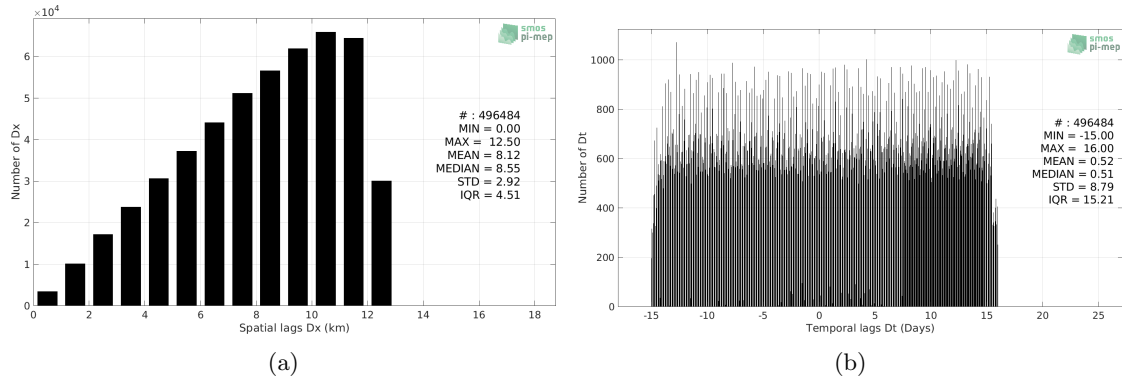 ×10⁴
smos
pi-mep
6
5
4
3
2
1
0
Number of Dx
# : 496484
MIN = 0.00
MAX = 12.50
MEAN = 8.12
MEDIAN = 8.55
STD = 2.92
IQR = 4.51
0 2 4 6 8 10 12 14 16 18
Spatial lags Dx (km)
(a)
smos
pi-mep
1000
800
600
400
200
0
Number of Dt
# : 496484
MIN = -15.00
MAX = 16.00
MEAN = 0.52
MEDIAN = 0.51
STD = 8.79
IQR = 15.21
-15 -10 -5 0 5 10 15 20 25
Temporal lags Dt (Days)
(b)